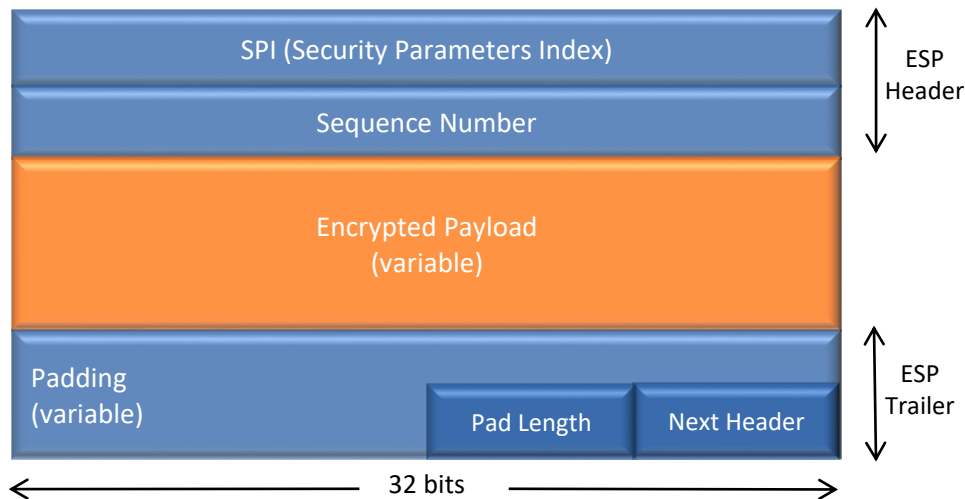 SPI (Security Parameters Index)
ESP
Header
Sequence Number
Encrypted Payload
(variable)
Padding
(variable)
Pad Length
Next Header
ESP
Trailer
32 bits